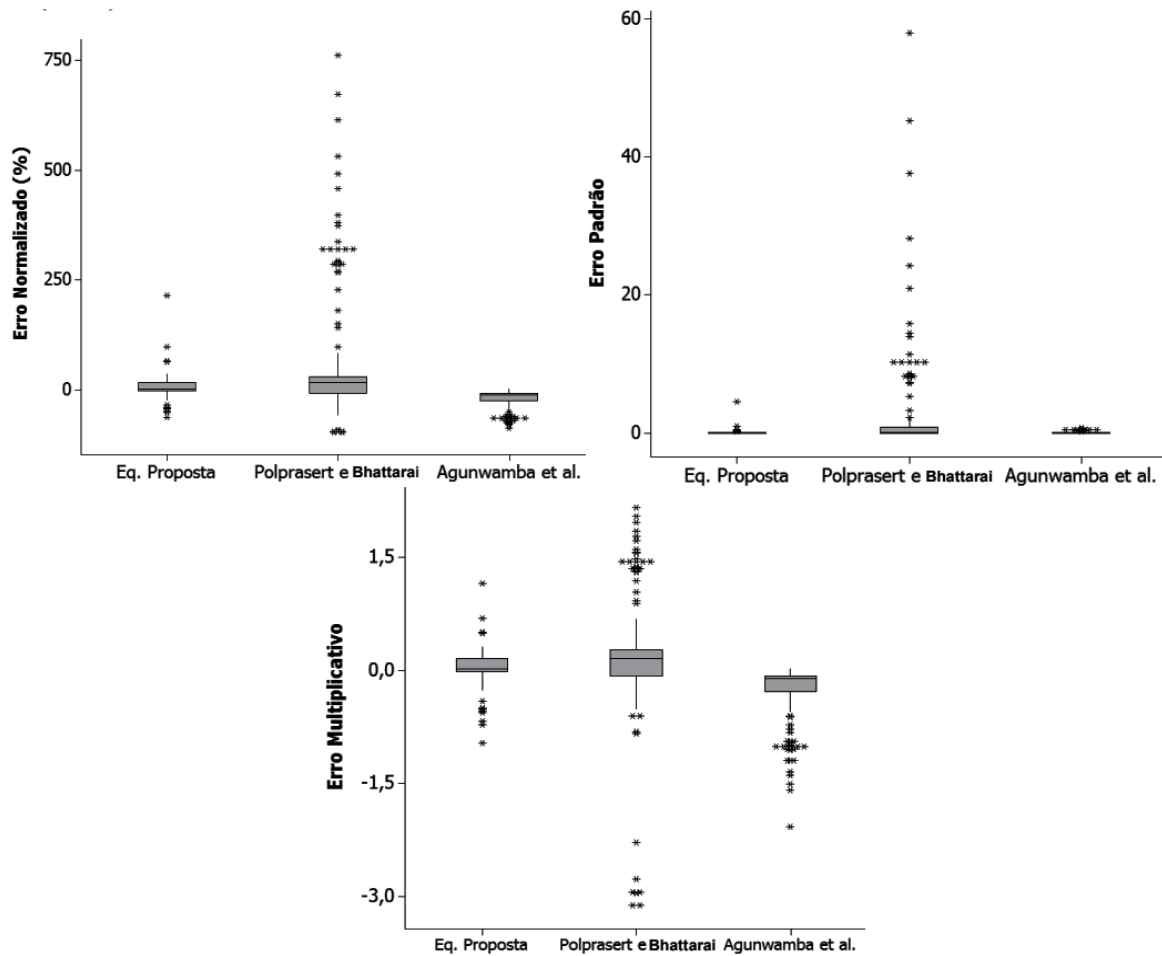 750
500
250
0
Erro Normalizado (%)
Eq. Proposta Polprasert e Bhattarai Agunwamba et al.
60
40
20
0
Erro Padrão
Eq. Proposta Polprasert e Bhattarai Agunwamba et al.
1,5
0,0
-1,5
-3,0
Erro Multiplicativo
Eq. Proposta Polprasert e Bhattarai Agunwamba et al.